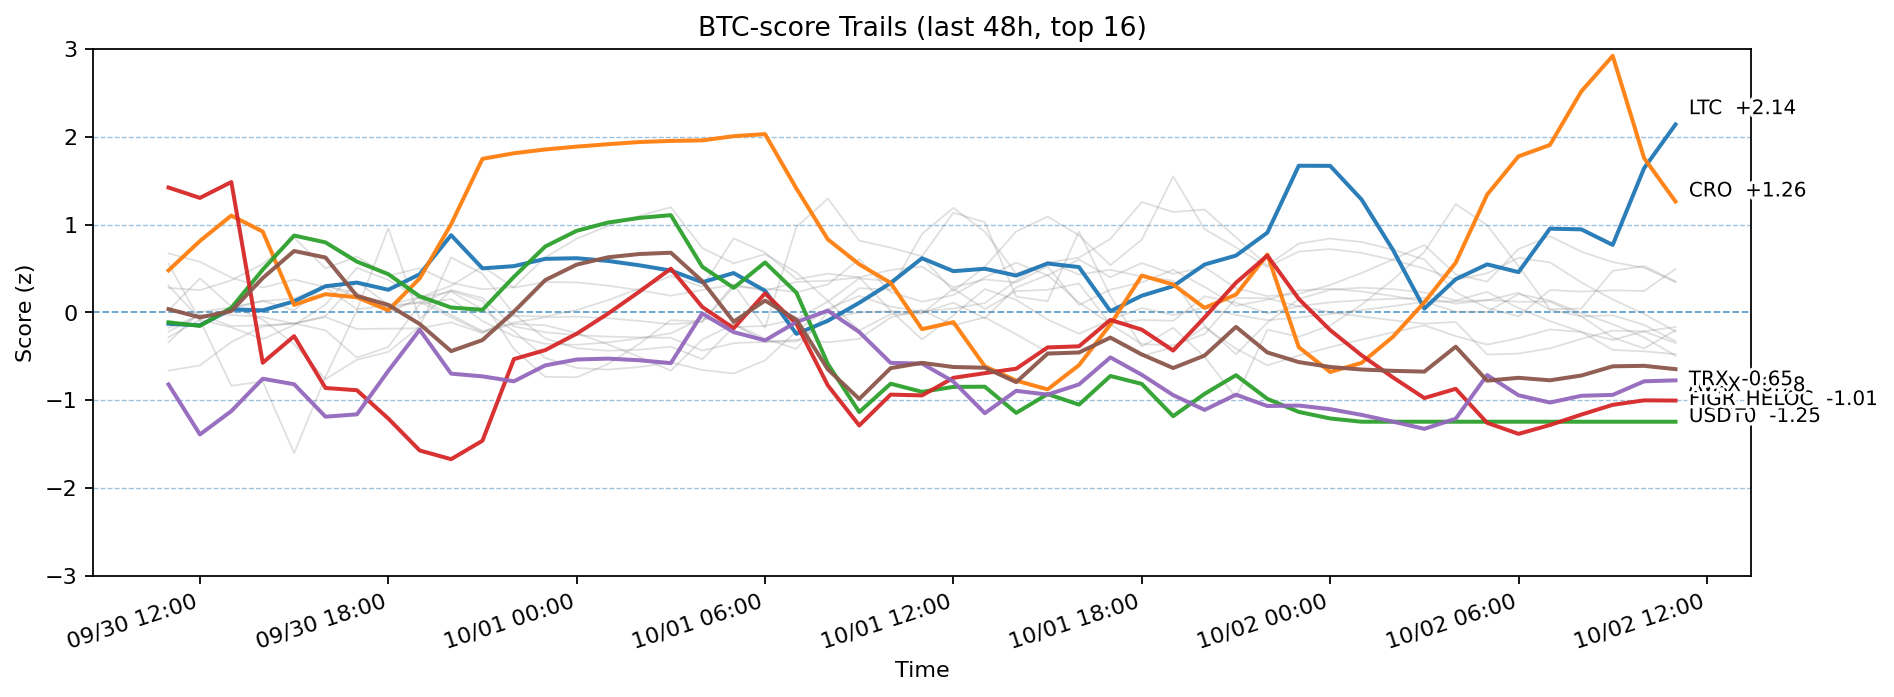 BTC-score Trails (last 48h, top 16)
Score (z)
3
2
1
0
−1
−2
−3
LTC +2.14
CRO +1.26
TRX -0.65
FIGR_HELOC -1.01
USDT0 -1.25
09/30 12:00
09/30 18:00
10/01 00:00
10/01 06:00
10/01 12:00
10/01 18:00
10/02 00:00
10/02 06:00
10/02 12:00
Time